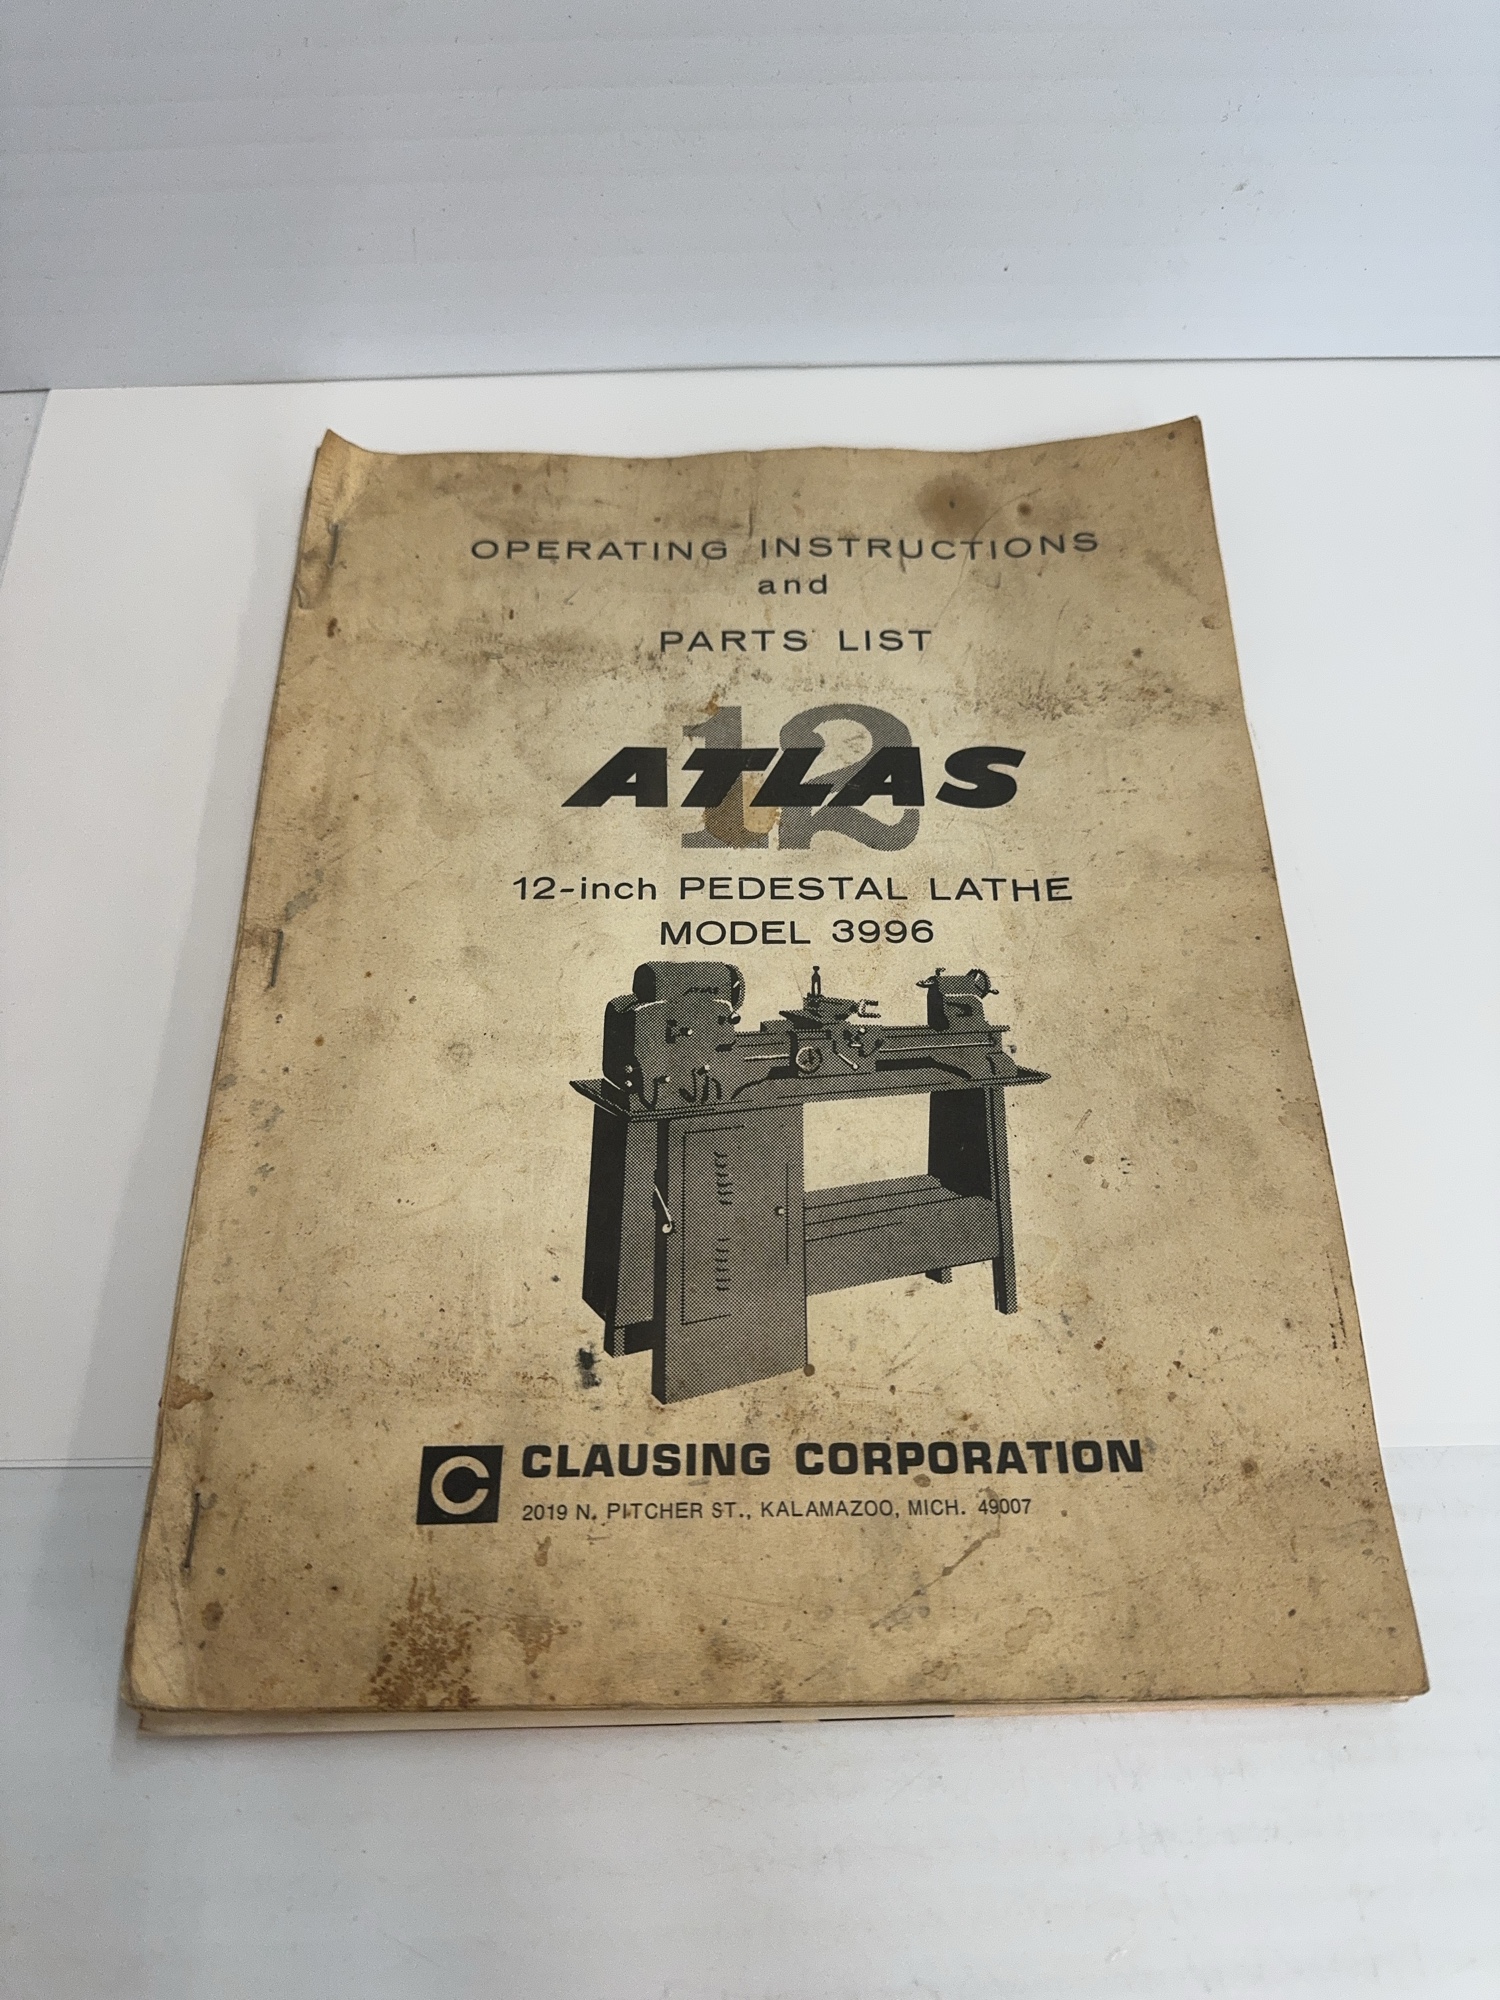 OPERATING INSTRUCTIONS
and
PARTS LIST
12
ATLAS
12-inch PEDESTAL LATHE
MODEL 3996
ATLAS
C CLAUSING CORPORATION
2019 N. PITCHER ST., KALAMAZOO, MICH. 49007